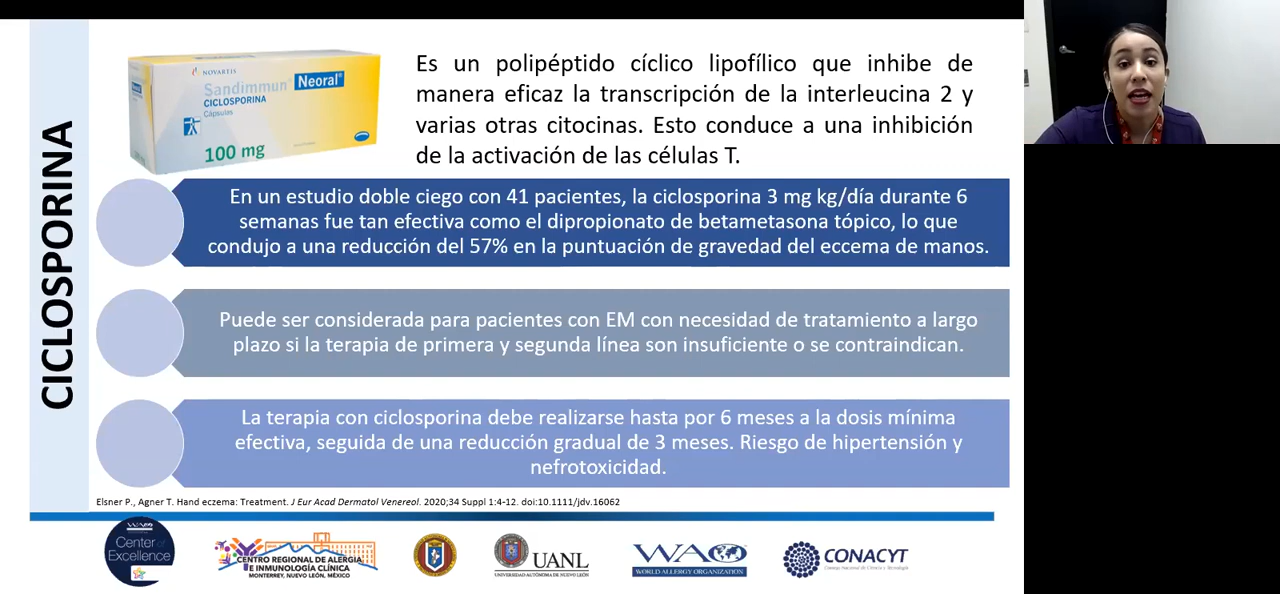 CICLOSPORINA
NOVARTIS
Sandimmun® Neoral®
CICLOSPORINA
Cápsulas
100 mg
Es un polipéptido cíclico lipofílico que inhibe de
manera eficaz la transcripción de la interleucina 2 y
varias otras citocinas. Esto conduce a una inhibición
de la activación de las células T.
En un estudio doble ciego con 41 pacientes, la ciclosporina 3 mg kg/día durante 6
semanas fue tan efectiva como el dipropionato de betametasona tópico, lo que
condujo a una reducción del 57% en la puntuación de gravedad del eccema de manos.
Puede ser considerada para pacientes con EM con necesidad de tratamiento a largo
plazo si la terapia de primera y segunda línea son insuficiente o se contraindican.
La terapia con ciclosporina debe realizarse hasta por 6 meses a la dosis mínima
efectiva, seguida de una reducción gradual de 3 meses. Riesgo de hipertensión y
nefrotoxicidad.
Elsner P., Agner T. Hand eczema: Treatment. J Eur Acad Dermatol Venereol. 2020;34 Suppl 1:4-12. doi:10.1111/jdv.16062
WAO
Center of
Excellence
CENTRO REGIONAL DE ALERGIA
E INMUNOLOGÍA CLÍNICA
MONTERREY, NUEVO LEÓN, MÉXICO
UANL
UNIVERSIDAD AUTÓNOMA DE NUEVO LEÓN
WAO
WORLD ALLERGY ORGANIZATION
CONACYT
Consejo Nacional de Ciencia y Tecnología